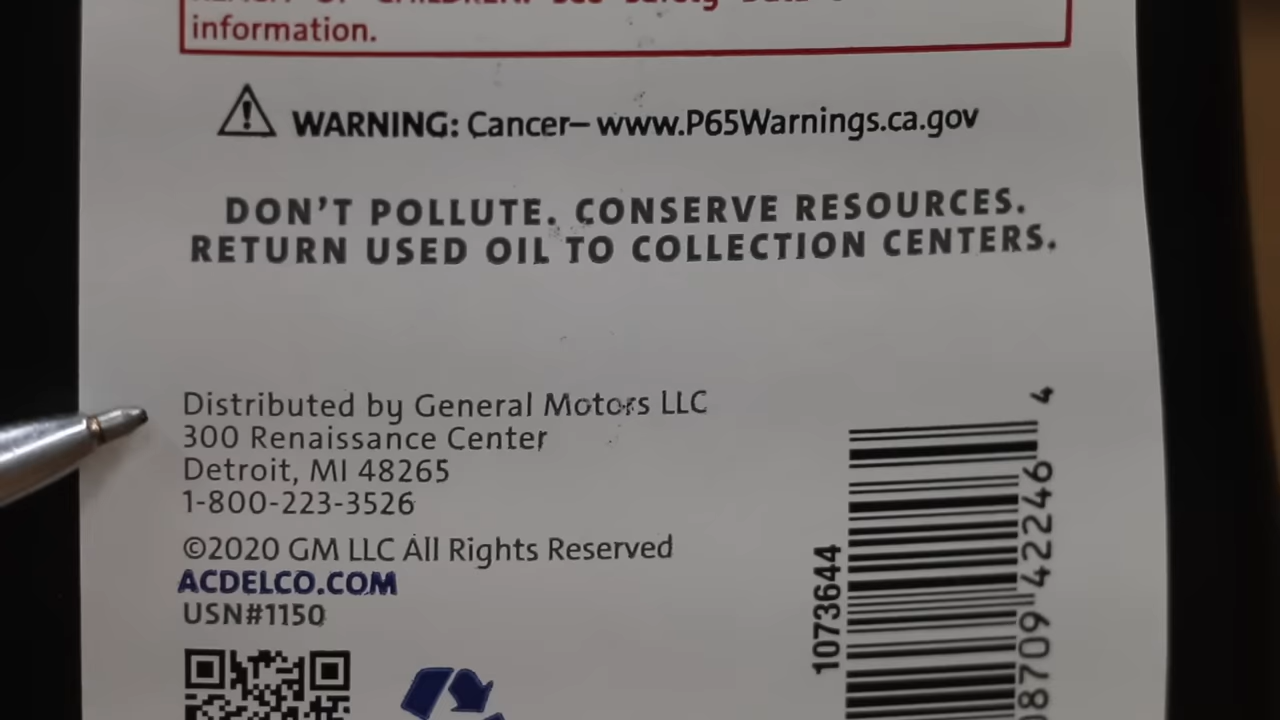 information.
WARNING: Cancer– www.P65Warnings.ca.gov
DON'T POLLUTE. CONSERVE RESOURCES.
RETURN USED OIL TO COLLECTION CENTERS.
Distributed by General Motors LLC
300 Renaissance Center
Detroit, MI 48265
1-800-223-3526
©2020 GM LLC All Rights Reserved
ACDELCO.COM
USN#1150
1073644
08709 42246 4